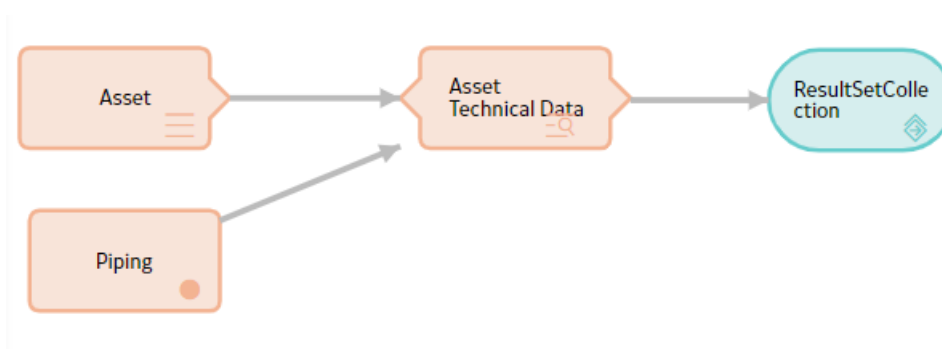 Asset
Asset
Technical Data
ResultSetColle
ction
Piping